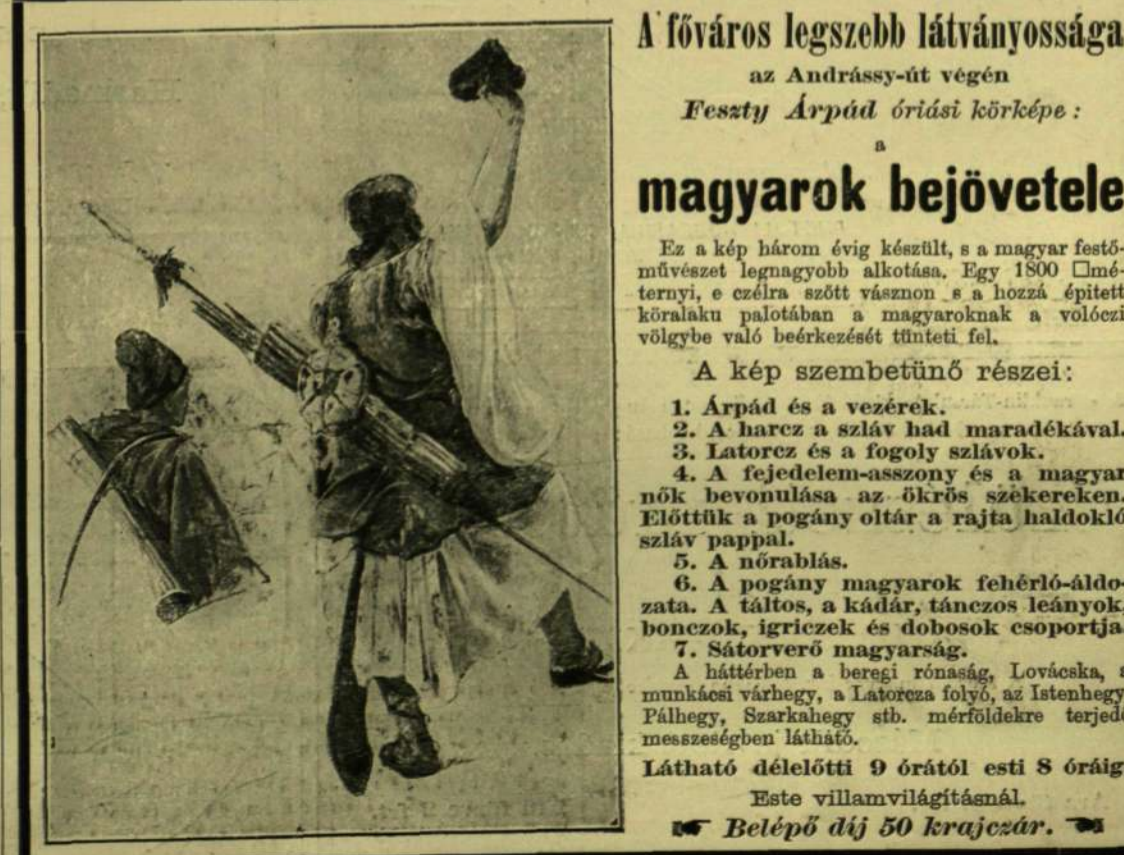 A főváros legszebb látványossága
az Andrássy-út végén
Feszty Árpád óriási körképe :
a
magyarok bejövetele
Ez a kép három évig készült, s a magyar festő-
művészet legnagyobb alkotása. Egy 1800 □mé-
ternyi, e czélra szőtt vásznon s a hozzá épitett
köralaku palotában a magyaroknak a volóczi
völgybe való beérkezését tünteti fel.
A kép szembetünő részei:
1. Árpád és a vezérek.
2. A harcz a szláv had maradékával.
3. Latorcz és a fogoly szlávok.
4. A fejedelem-asszony és a magyar
nők bevonulása az ökrös szekereken.
Előttük a pogány oltár a rajta haldokló
szláv pappal.
5. A nőrablás.
6. A pogány magyarok fehérló-áldo-
zata. A táltos, a kádár, tánczos leányok,
bonczok, igriczek és dobosok csoportja
7. Sátorverő magyarság.
A háttérben a beregi rónaság, Lovácska, a
munkácsi várhegy, a Latorcza folyó, az Istenhegy
Pálhegy, Szarkahegy stb. mérföldekre terjedő
messzeségben látható.
Látható délelőtti 9 órától esti 8 óráig
Este villamvilágításnál.
☛ Belépő díj 50 krajczár. ☚